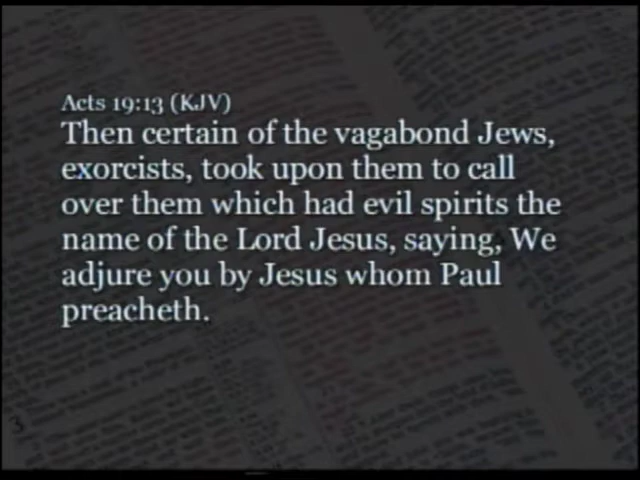 Acts 19:13 (KJV)
Then certain of the vagabond Jews,
exorcists, took upon them to call
over them which had evil spirits the
name of the Lord Jesus, saying, We
adjure you by Jesus whom Paul
preacheth.